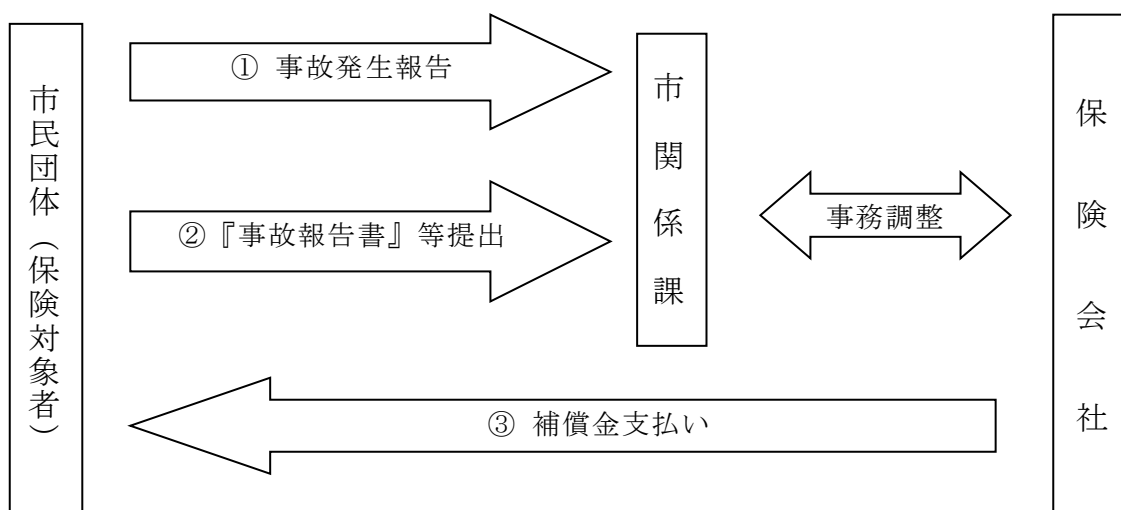 市民団体（保険対象者）
① 事故発生報告
②『事故報告書』等提出
市関係課
事務調整
③ 補償金支払い
保険会社